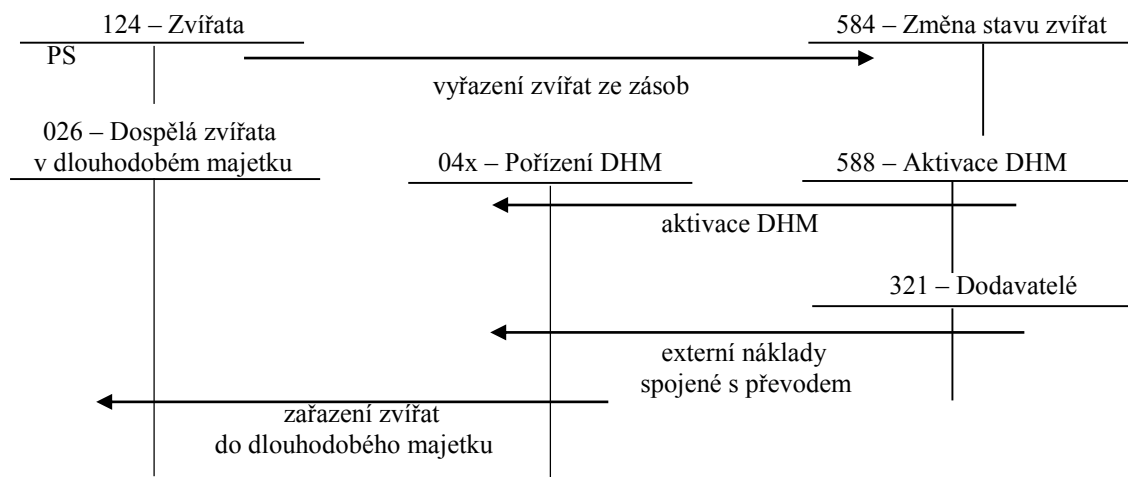 124 – Zvířata
584 – Změna stavu zvířat
PS
vyřazení zvířat ze zásob
026 – Dospělá zvířata
v dlouhodobém majetku
04x – Pořízení DHM
588 – Aktivace DHM
aktivace DHM
321 – Dodavatelé
externí náklady
spojené s převodem
zařazení zvířat
do dlouhodobého majetku